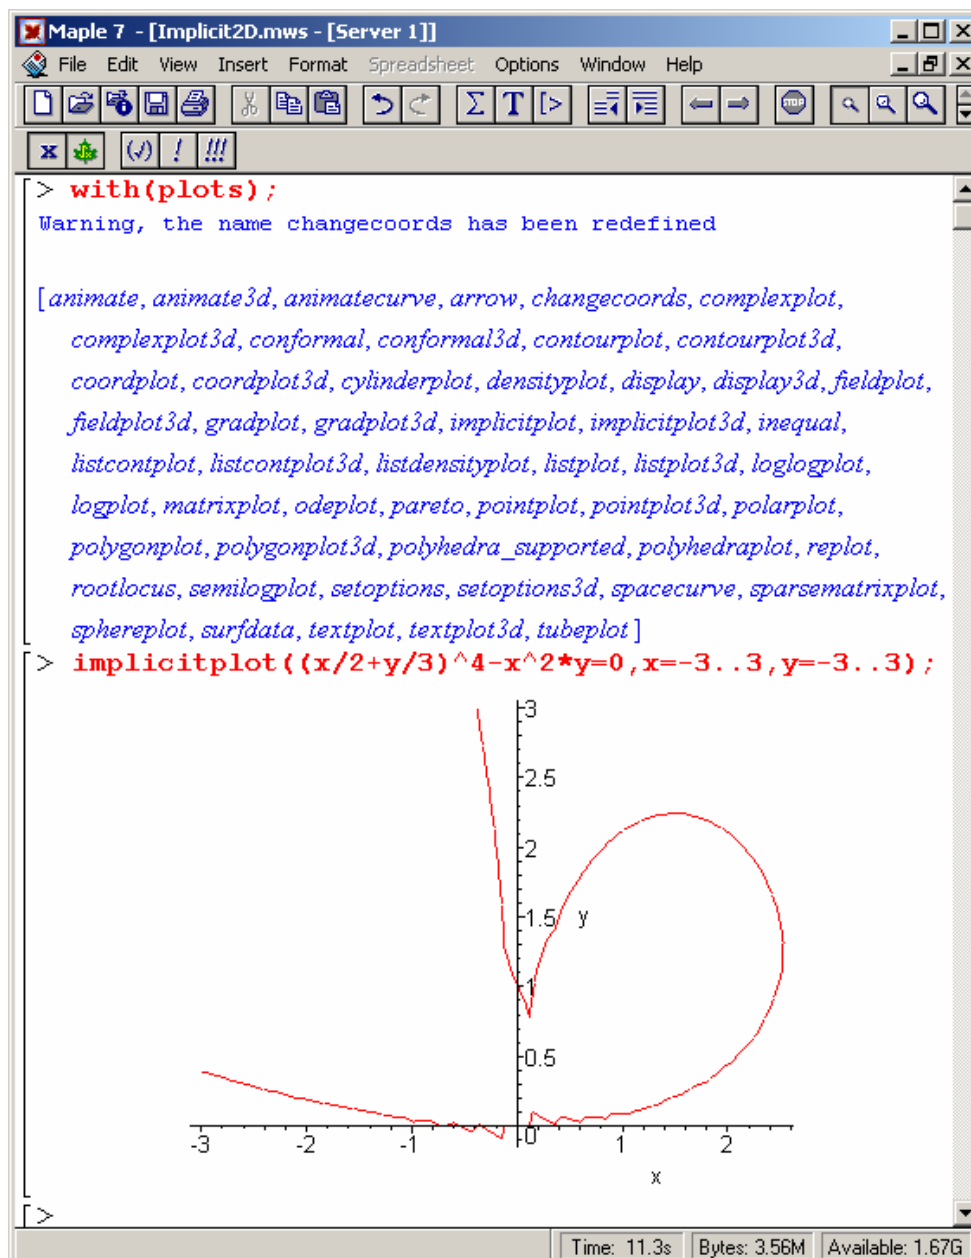 Maple 7 - [Implicit2D.mws - [Server 1]]
File Edit View Insert Format Spreadsheet Options Window Help
Σ T [>
STOP
x (√) ! !!!
[> with(plots);
Warning, the name changecoords has been redefined
[animate, animate3d, animatecurve, arrow, changecoords, complexplot,
complexplot3d, conformal, conformal3d, contourplot, contourplot3d,
coordplot, coordplot3d, cylinderplot, densityplot, display, display3d, fieldplot,
fieldplot3d, gradplot, gradplot3d, implicitplot, implicitplot3d, inequal,
listcontplot, listcontplot3d, listdensityplot, listplot, listplot3d, loglogplot,
logplot, matrixplot, odeplot, pareto, pointplot, pointplot3d, polarplot,
polygonplot, polygonplot3d, polyhedra_supported, polyhedraplot, replot,
rootlocus, semilogplot, setoptions, setoptions3d, spacecurve, sparsematrixplot,
sphereplot, surfdata, textplot, textplot3d, tubeplot]
[> implicitplot((x/2+y/3)^4-x^2*y=0,x=-3..3,y=-3..3);
3
2.5
2
1.5 y
1
0.5
-3 -2 -1 0 1 2
x
[>
Time: 11.3s Bytes: 3.56M Available: 1.67G